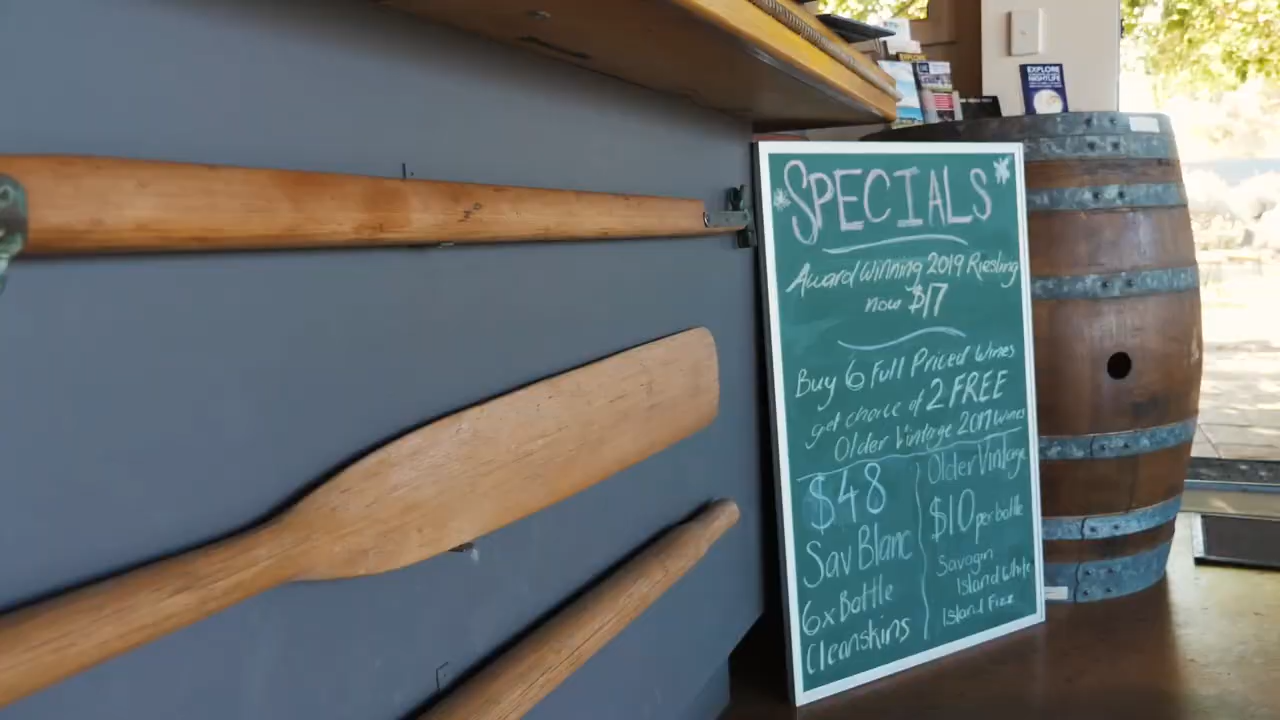 EXPLORE
NIGHTLIFE
SPECIALS
Award Winning 2019 Riesling
now $17
Buy 6 Full Priced Wines
get choice of 2 FREE
Older Vintage 2017 Wines
$48
Sav Blanc
6x Bottle
Cleanskins
Older Vintage
$10 per bottle
Savagnin
Island White
Island Fizz